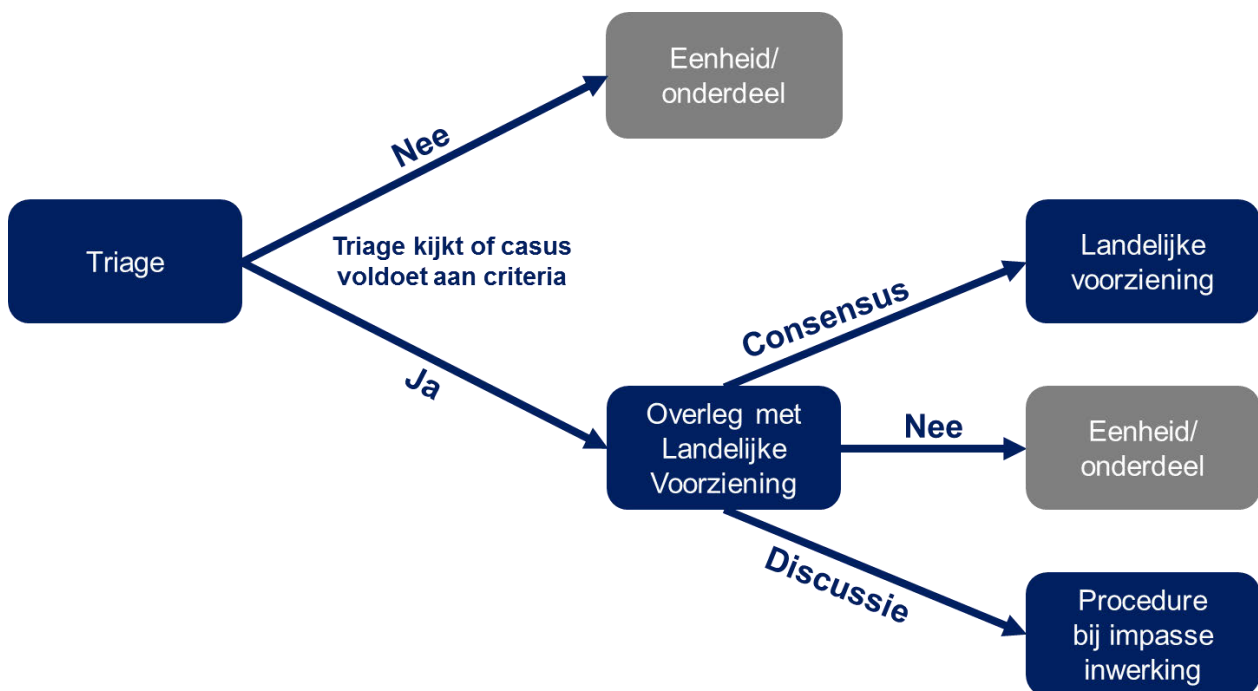 Eenheid/
onderdeel
Nee
Triage
Triage kijkt of casus
voldoet aan criteria
Landelijke
voorziening
Consensus
Ja
Overleg met
Landelijke
Voorziening
Nee
Eenheid/
onderdeel
Discussie
Procedure
bij impasse
inwerking